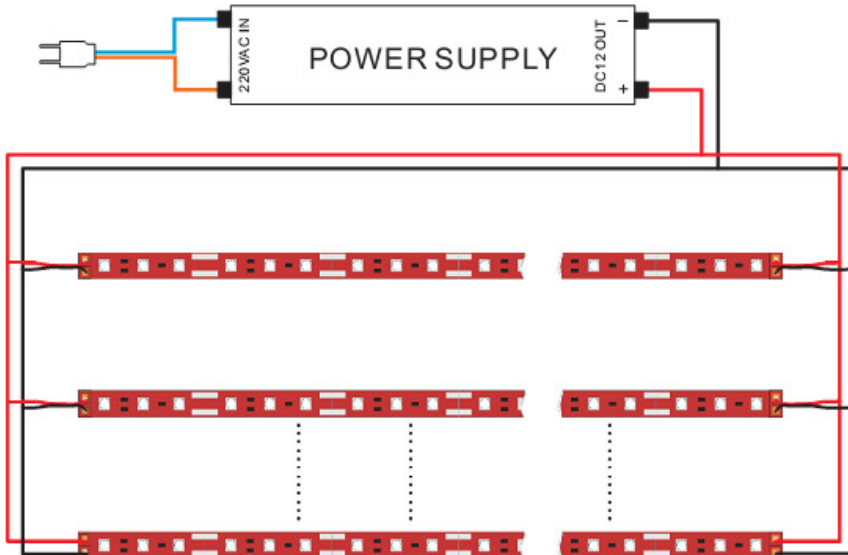 220VAC IN
POWER SUPPLY
DC12 OUT
−
+